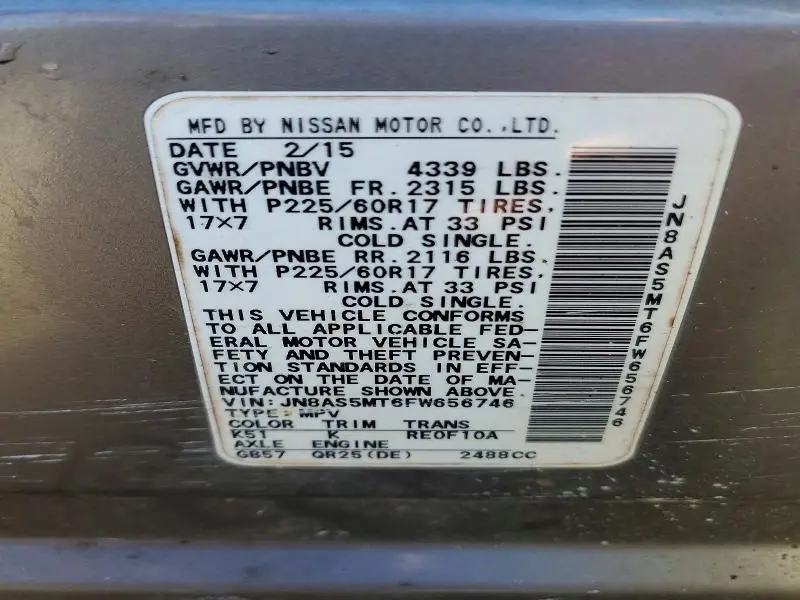 MFD BY NISSAN MOTOR CO.,LTD.
DATE 2/15
GVWR/PNBV 4339 LBS.
GAWR/PNBE FR. 2315 LBS.
WITH P225/60R17 TIRES.
17×7 RIMS. AT 33 PSI
COLD SINGLE.
GAWR/PNBE RR. 2116 LBS.
WITH P225/60R17 TIRES.
17×7 RIMS. AT 33 PSI
COLD SINGLE.
THIS VEHICLE CONFORMS
TO ALL APPLICABLE FED-
ERAL MOTOR VEHICLE SA-
FETY AND THEFT PREVEN-
TION STANDARDS IN EFF-
ECT ON THE DATE OF MA-
NUFACTURE SHOWN ABOVE.
VIN: JN8AS5MT6FW656746
TYPE: MPV
COLOR TRIM TRANS
K51 K RE0F10A
AXLE ENGINE
GB57 QR25(DE) 2488CC
JN8AS5MT6FW656746